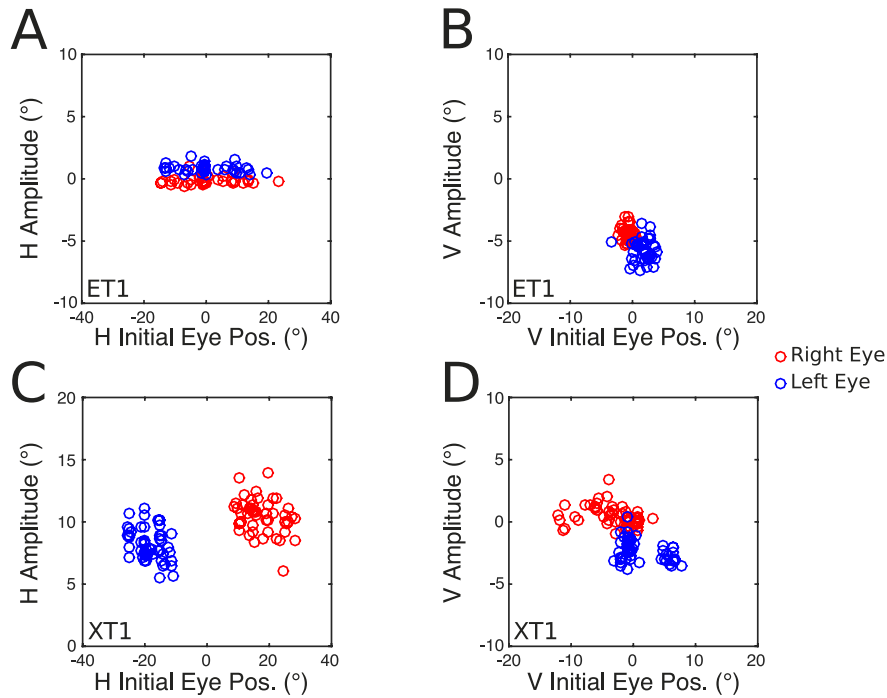 A
10
5
0
-5
-10
H Amplitude (°)
ET1
-40 -20 0 20 40
H Initial Eye Pos. (°)
B
10
5
0
-5
-10
V Amplitude (°)
ET1
-20 -10 0 10 20
V Initial Eye Pos. (°)
Right Eye
Left Eye
C
20
15
10
5
0
H Amplitude (°)
XT1
-40 -20 0 20 40
H Initial Eye Pos. (°)
D
10
5
0
-5
-10
V Amplitude (°)
XT1
-20 -10 0 10 20
V Initial Eye Pos. (°)